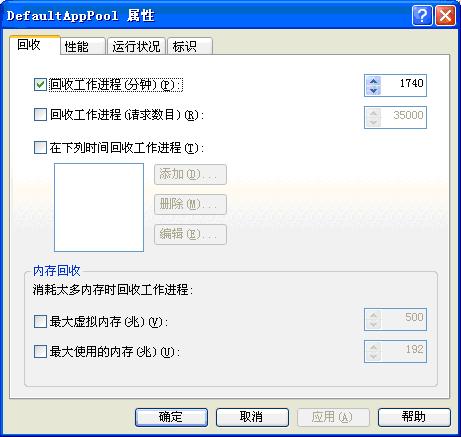 DefaultAppPool 属性
回收 性能 运行状况 标识
回收工作进程(分钟)(P): 1740
回收工作进程(请求数目)(R): 35000
在下列时间回收工作进程(T):
添加(D)...
删除(M)...
编辑(E)...
内存回收
消耗太多内存时回收工作进程:
最大虚拟内存(兆)(V): 500
最大使用的内存(兆)(U): 192
确定 取消 应用(A) 帮助